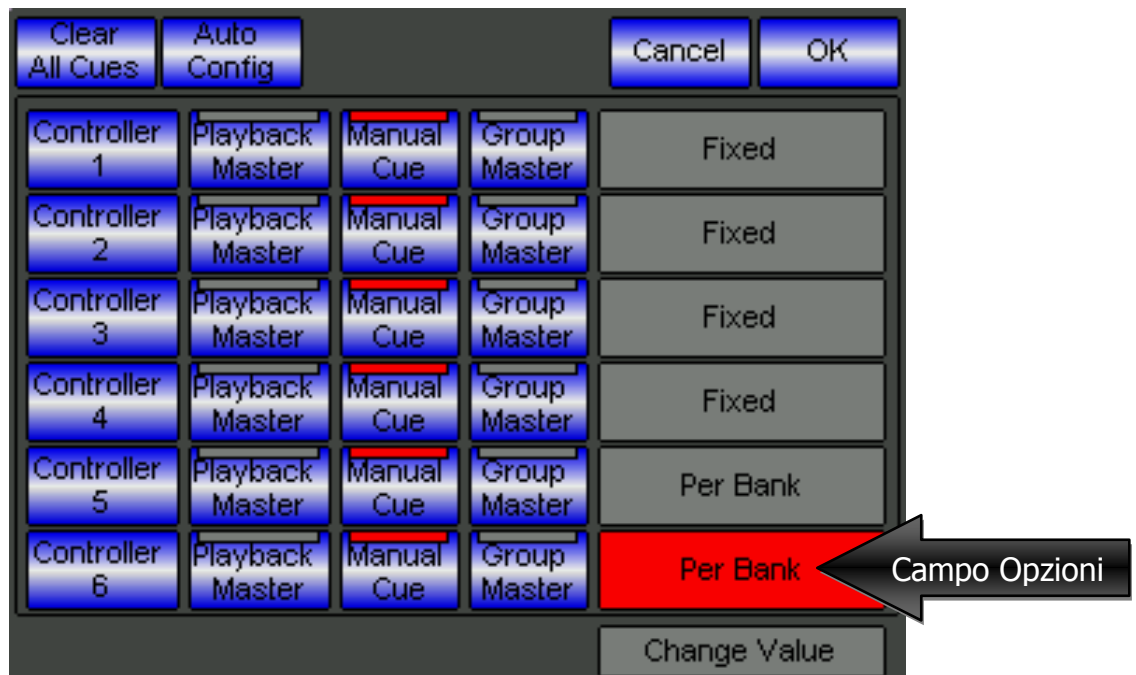 Clear Auto Cancel OK
All Cues Config
Controller Playback Manual Group Fixed
1 Master Cue Master
Controller Playback Manual Group Fixed
2 Master Cue Master
Controller Playback Manual Group Fixed
3 Master Cue Master
Controller Playback Manual Group Fixed
4 Master Cue Master
Controller Playback Manual Group Per Bank
5 Master Cue Master
Controller Playback Manual Group Per Bank Campo Opzioni
6 Master Cue Master
Change Value